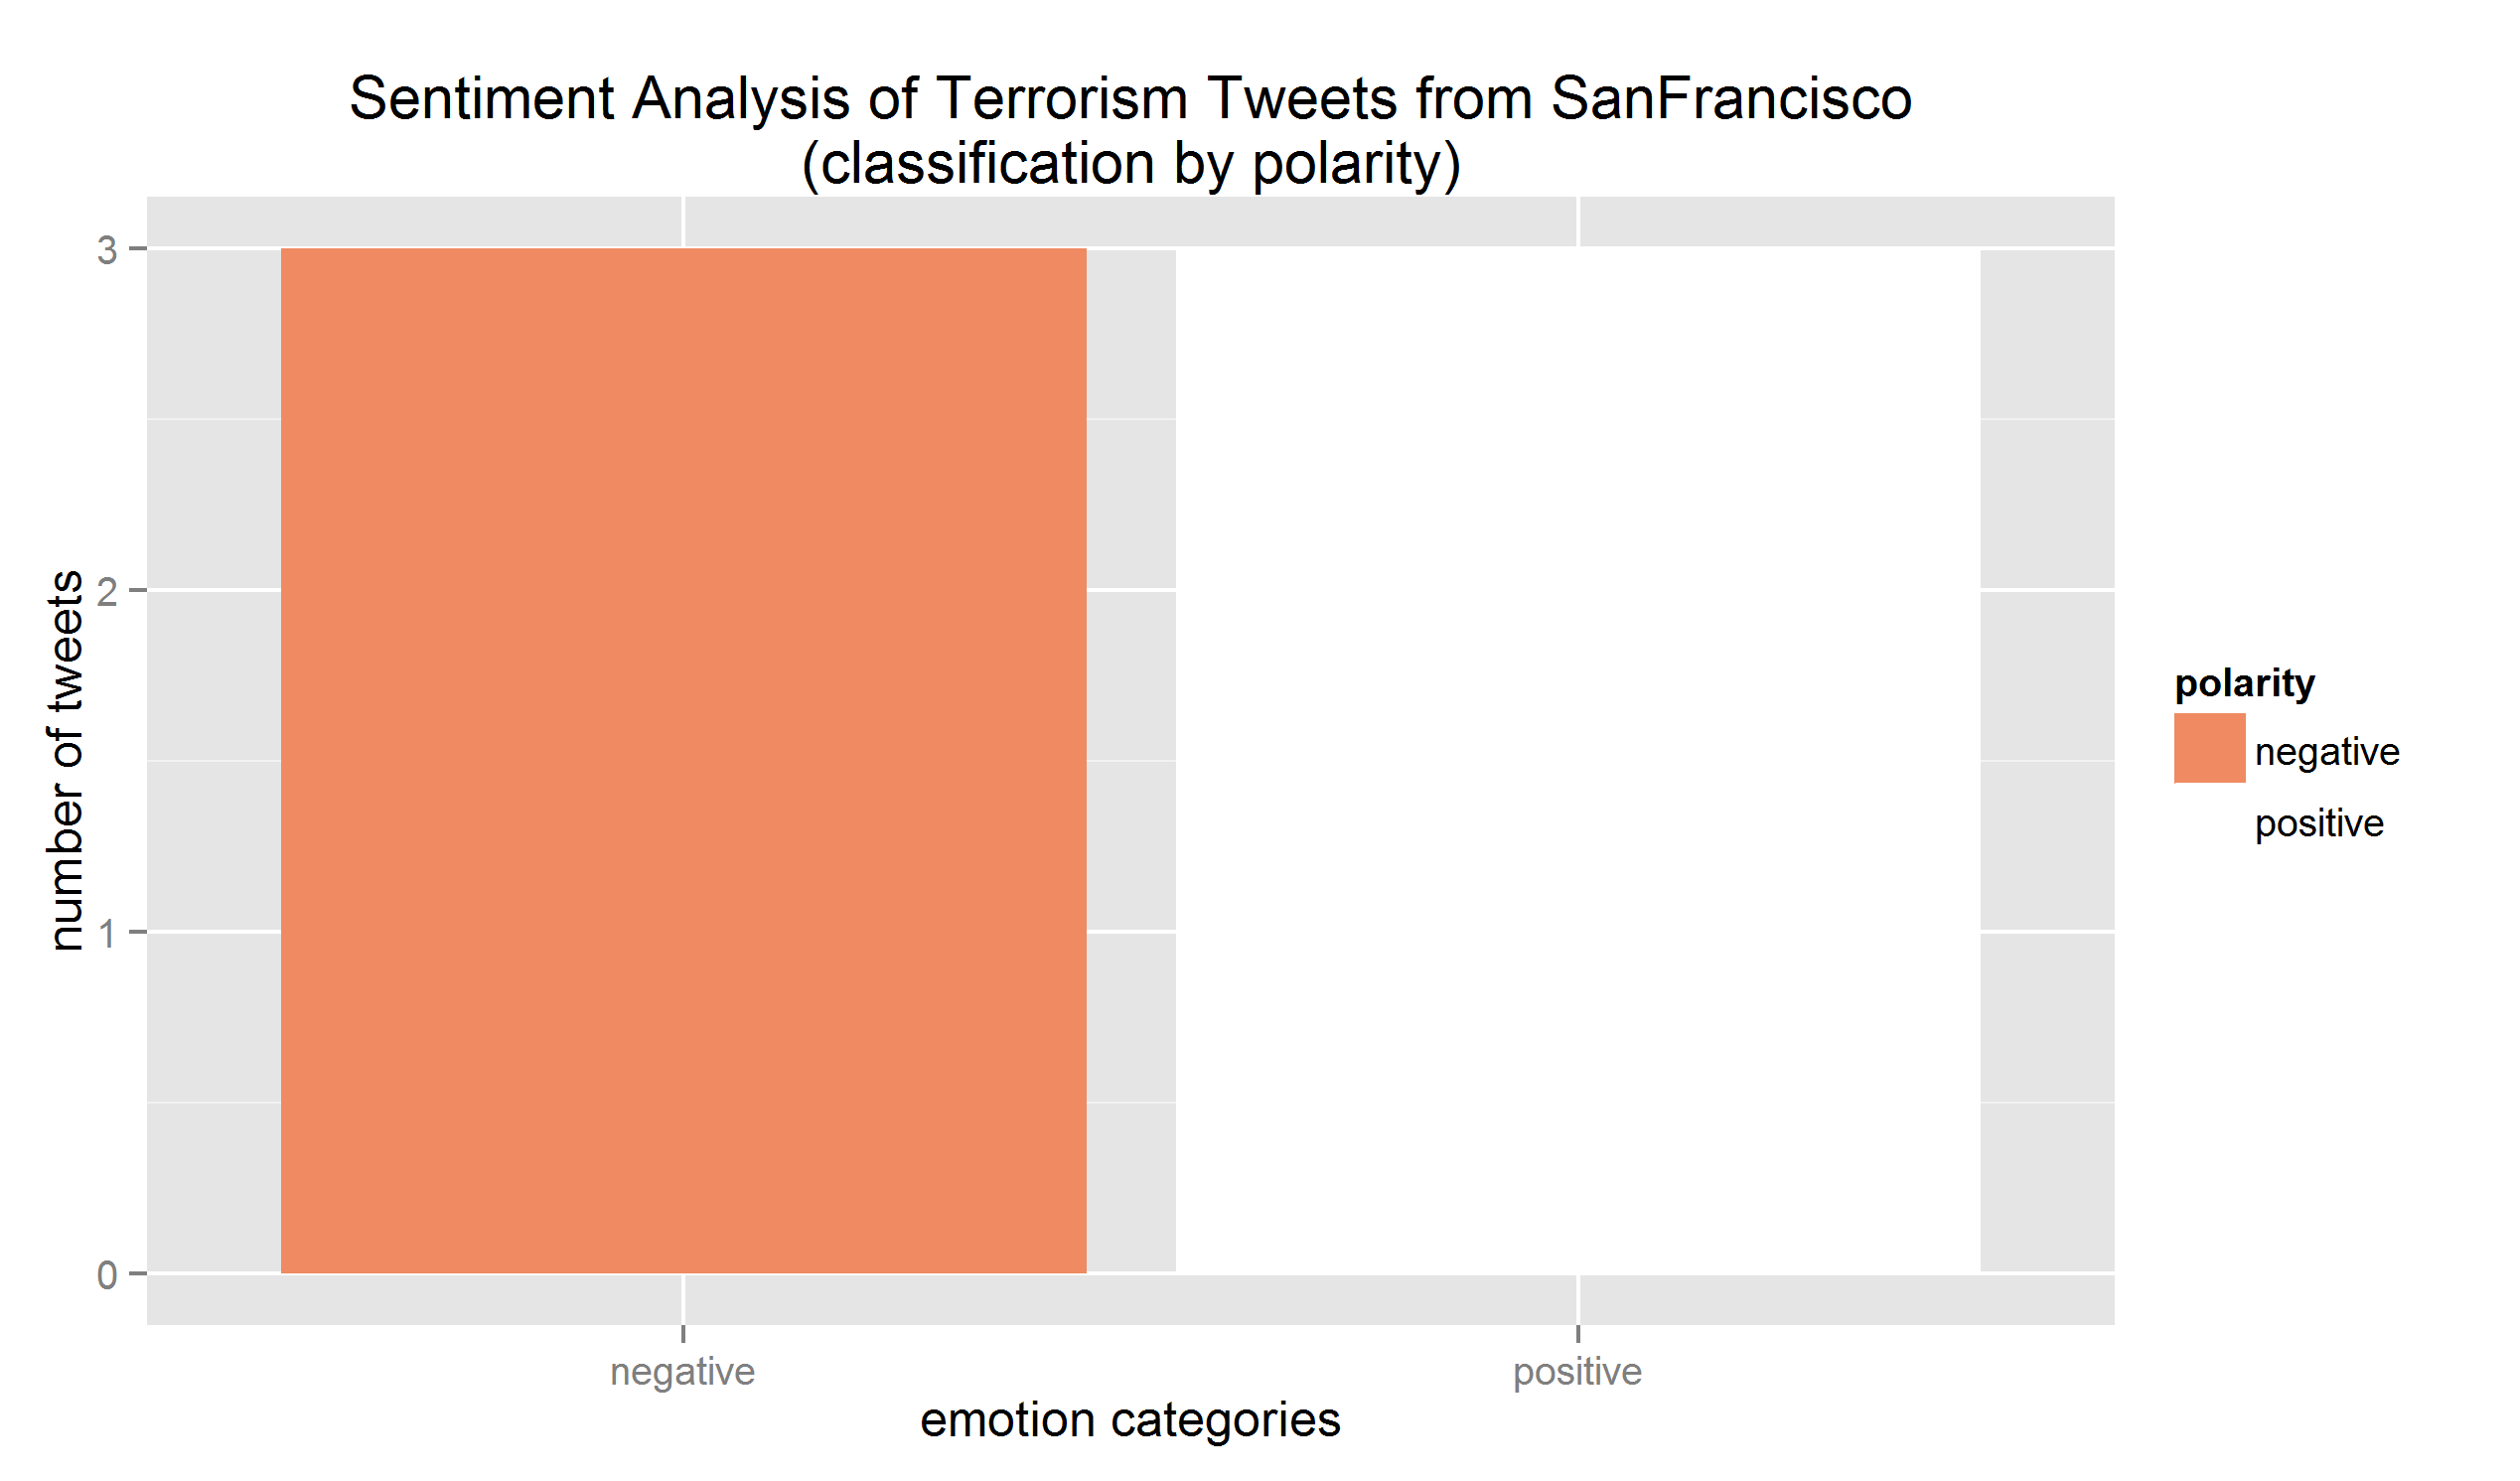 Sentiment Analysis of Terrorism Tweets from SanFrancisco
(classification by polarity)
number of tweets
3
2
1
0
negative
positive
emotion categories
polarity
negative
positive